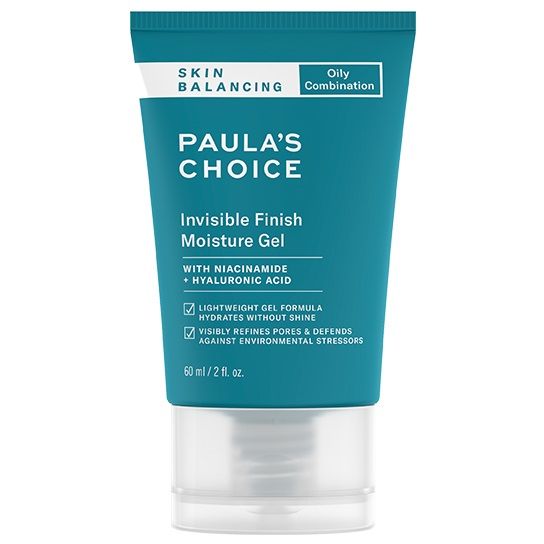 SKIN
BALANCING
Oily
Combination
PAULA'S
CHOICE
Invisible Finish
Moisture Gel
WITH NIACINAMIDE
+ HYALURONIC ACID
LIGHTWEIGHT GEL FORMULA
HYDRATES WITHOUT SHINE
VISIBLY REFINES PORES & DEFENDS
AGAINST ENVIRONMENTAL STRESSORS
60 ml / 2 fl. oz.